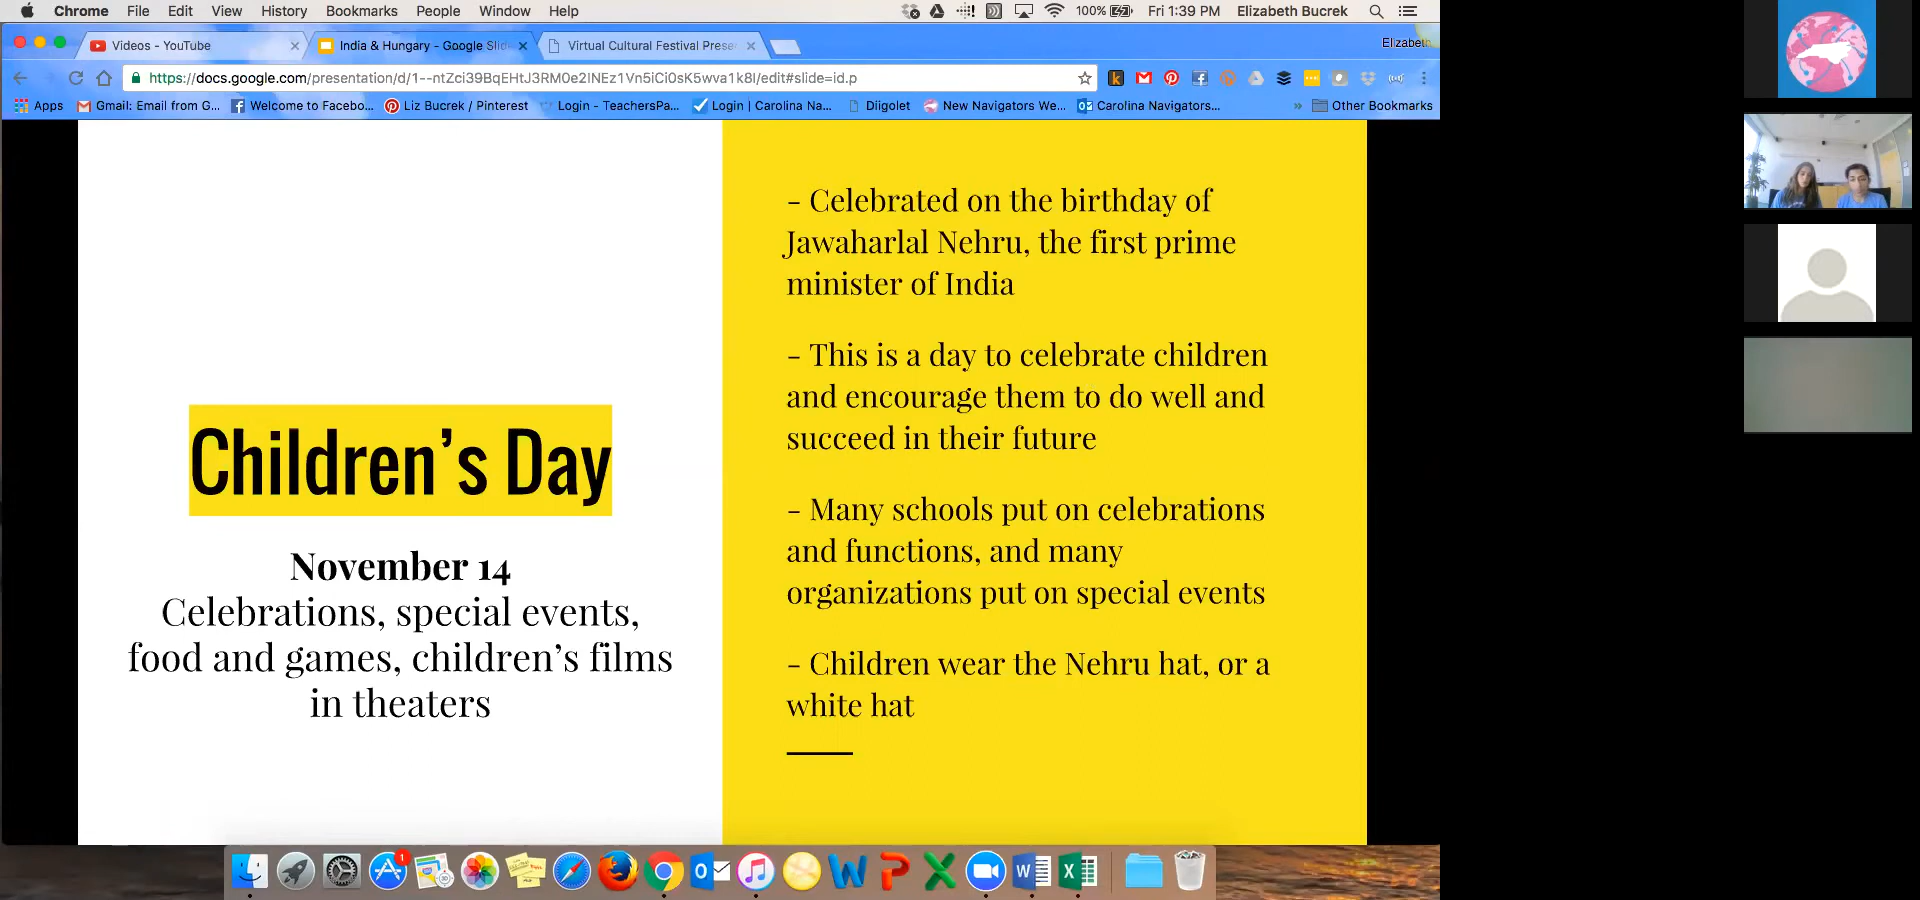 Chrome File Edit View History Bookmarks People Window Help 100% Fri 1:39 PM Elizabeth Bucrek
Videos - YouTube India & Hungary - Google Slid Virtual Cultural Festival Prese Elizabeth
https://docs.google.com/presentation/d/
Apps Gmail: Email from G... Welcome to Facebo... Liz Bucrek / Pinterest Login - TeachersPa... Login | Carolina Na... Diigolet New Navigators We... Carolina Navigators... » Other Bookmarks
Children's Day
November 14
Celebrations, special events,
food and games, children's films
in theaters
- Celebrated on the birthday of
Jawaharlal Nehru, the first prime
minister of India
- This is a day to celebrate children
and encourage them to do well and
succeed in their future
- Many schools put on celebrations
and functions, and many
organizations put on special events
- Children wear the Nehru hat, or a
white hat
1